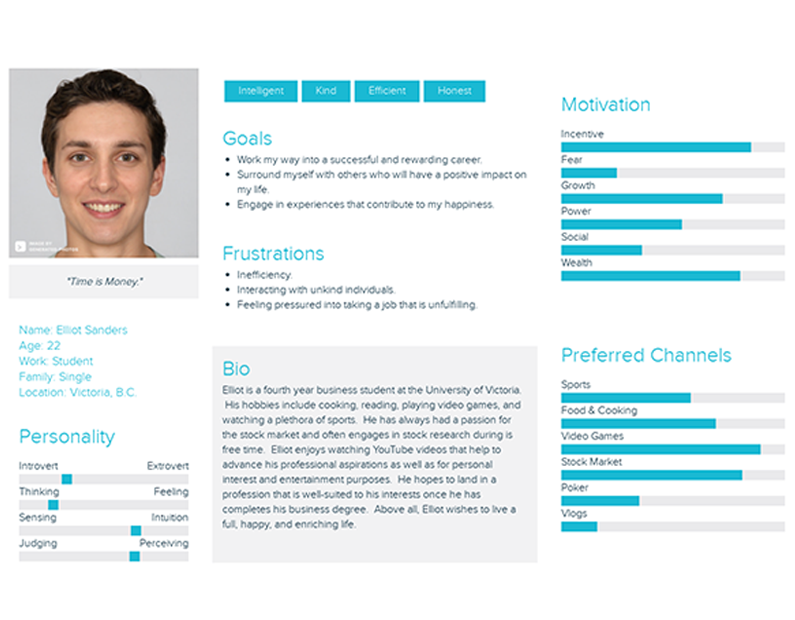 MADE BY
GENERATED PHOTOS
"Time is Money."
Name: Elliot Sanders
Age: 22
Work: Student
Family: Single
Location: Victoria, B.C.
Personality
Introvert Extrovert
Thinking Feeling
Sensing Intuition
Judging Perceiving
Intelligent Kind Efficient Honest
Goals
• Work my way into a successful and rewarding career.
• Surround myself with others who will have a positive impact on
my life.
• Engage in experiences that contribute to my happiness.
Frustrations
• Inefficiency.
• Interacting with unkind individuals.
• Feeling pressured into taking a job that is unfulfilling.
Bio
Elliot is a fourth year business student at the University of Victoria.
His hobbies include cooking, reading, playing video games, and
watching a plethora of sports. He has always had a passion for
the stock market and often engages in stock research during is
free time. Elliot enjoys watching YouTube videos that help to
advance his professional aspirations as well as for personal
interest and entertainment purposes. He hopes to land in a
profession that is well-suited to his interests once he has
completes his business degree. Above all, Elliot wishes to live a
full, happy, and enriching life.
Motivation
Incentive
Fear
Growth
Power
Social
Wealth
Preferred Channels
Sports
Food & Cooking
Video Games
Stock Market
Poker
Vlogs